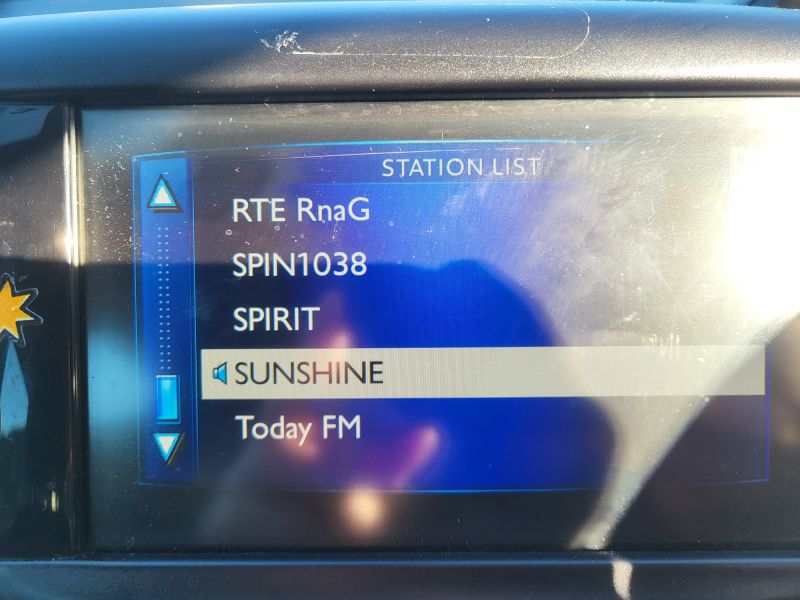 STATION LIST
RTE RnaG
SPIN1038
SPIRIT
SUNSHINE
Today FM